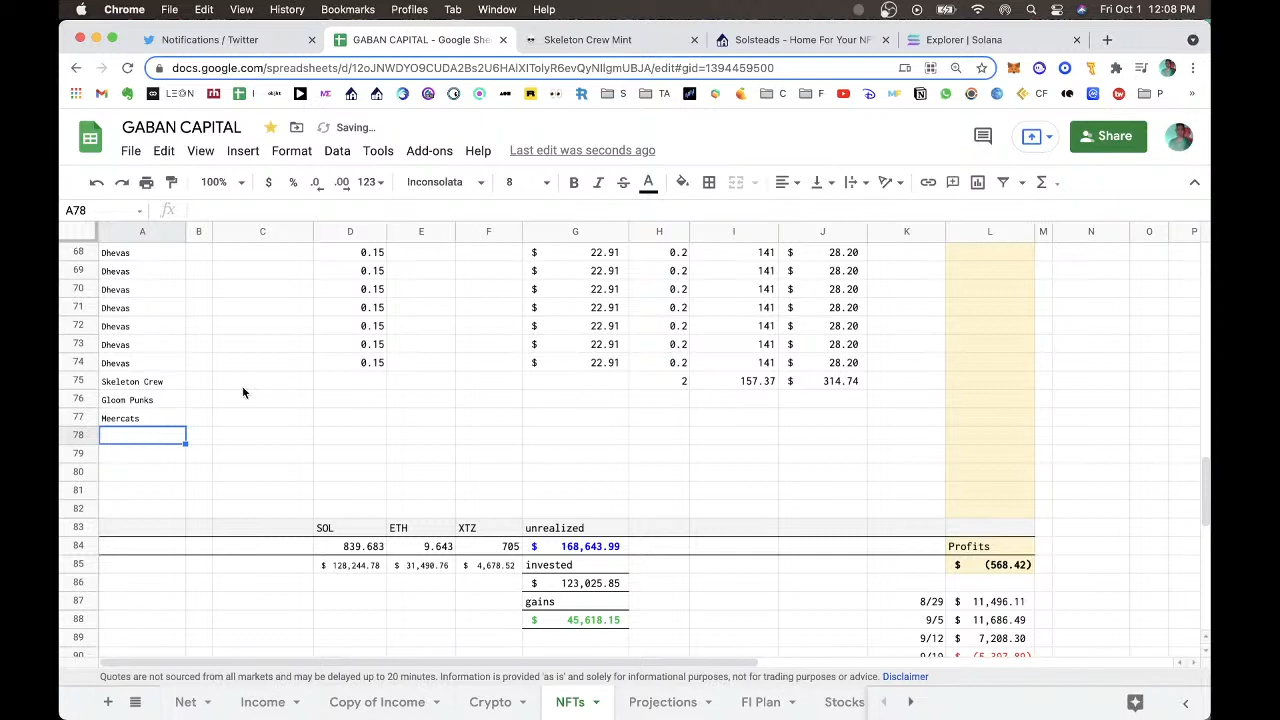 Chrome File Edit View History Bookmarks Profiles Tab Window Help Fri Oct 1 12:08 PM
Notifications / Twitter GABAN CAPITAL - Google She Skeleton Crew Mint Solsteads - Home For Your NF Explorer | Solana
docs.google.com/spreadsheets/d/12oJNWDYO9CUDA2Bs2U6HAIXITolyR6evQyNIlgmUBJA/edit#gid=1394459500
LEON I S TA C F CF P »
GABAN CAPITAL Saving... Share
File Edit View Insert Format Data Tools Add-ons Help Last edit was seconds ago
100% $ % .0 .00 123 Inconsolata 8 B I S A Σ
A78 fx
A B C D E F G H I J K L M N O P
68 Dhevas 0.15 $ 22.91 0.2 141 $ 28.20
69 Dhevas 0.15 $ 22.91 0.2 141 $ 28.20
70 Dhevas 0.15 $ 22.91 0.2 141 $ 28.20
71 Dhevas 0.15 $ 22.91 0.2 141 $ 28.20
72 Dhevas 0.15 $ 22.91 0.2 141 $ 28.20
73 Dhevas 0.15 $ 22.91 0.2 141 $ 28.20
74 Dhevas 0.15 $ 22.91 0.2 141 $ 28.20
75 Skeleton Crew 2 157.37 $ 314.74
76 Gloom Punks
77 Meercats
78
79
80
81
82
83 SOL ETH XTZ unrealized
84 839.683 9.643 705 $ 168,643.99 Profits
85 $ 128,244.78 $ 31,490.76 $ 4,678.52 invested $ (568.42)
86 $ 123,025.85
87 gains 8/29 $ 11,496.11
88 $ 45,618.15 9/5 $ 11,686.49
89 9/12 $ 7,208.30
90 9/19 $ (5,397.89)
Quotes are not sourced from all markets and may be delayed up to 20 minutes. Information is provided 'as is' and solely for informational purposes, not for trading purposes or advice. Disclaimer
+ Net Income Copy of Income Crypto NFTs Projections FI Plan Stocks